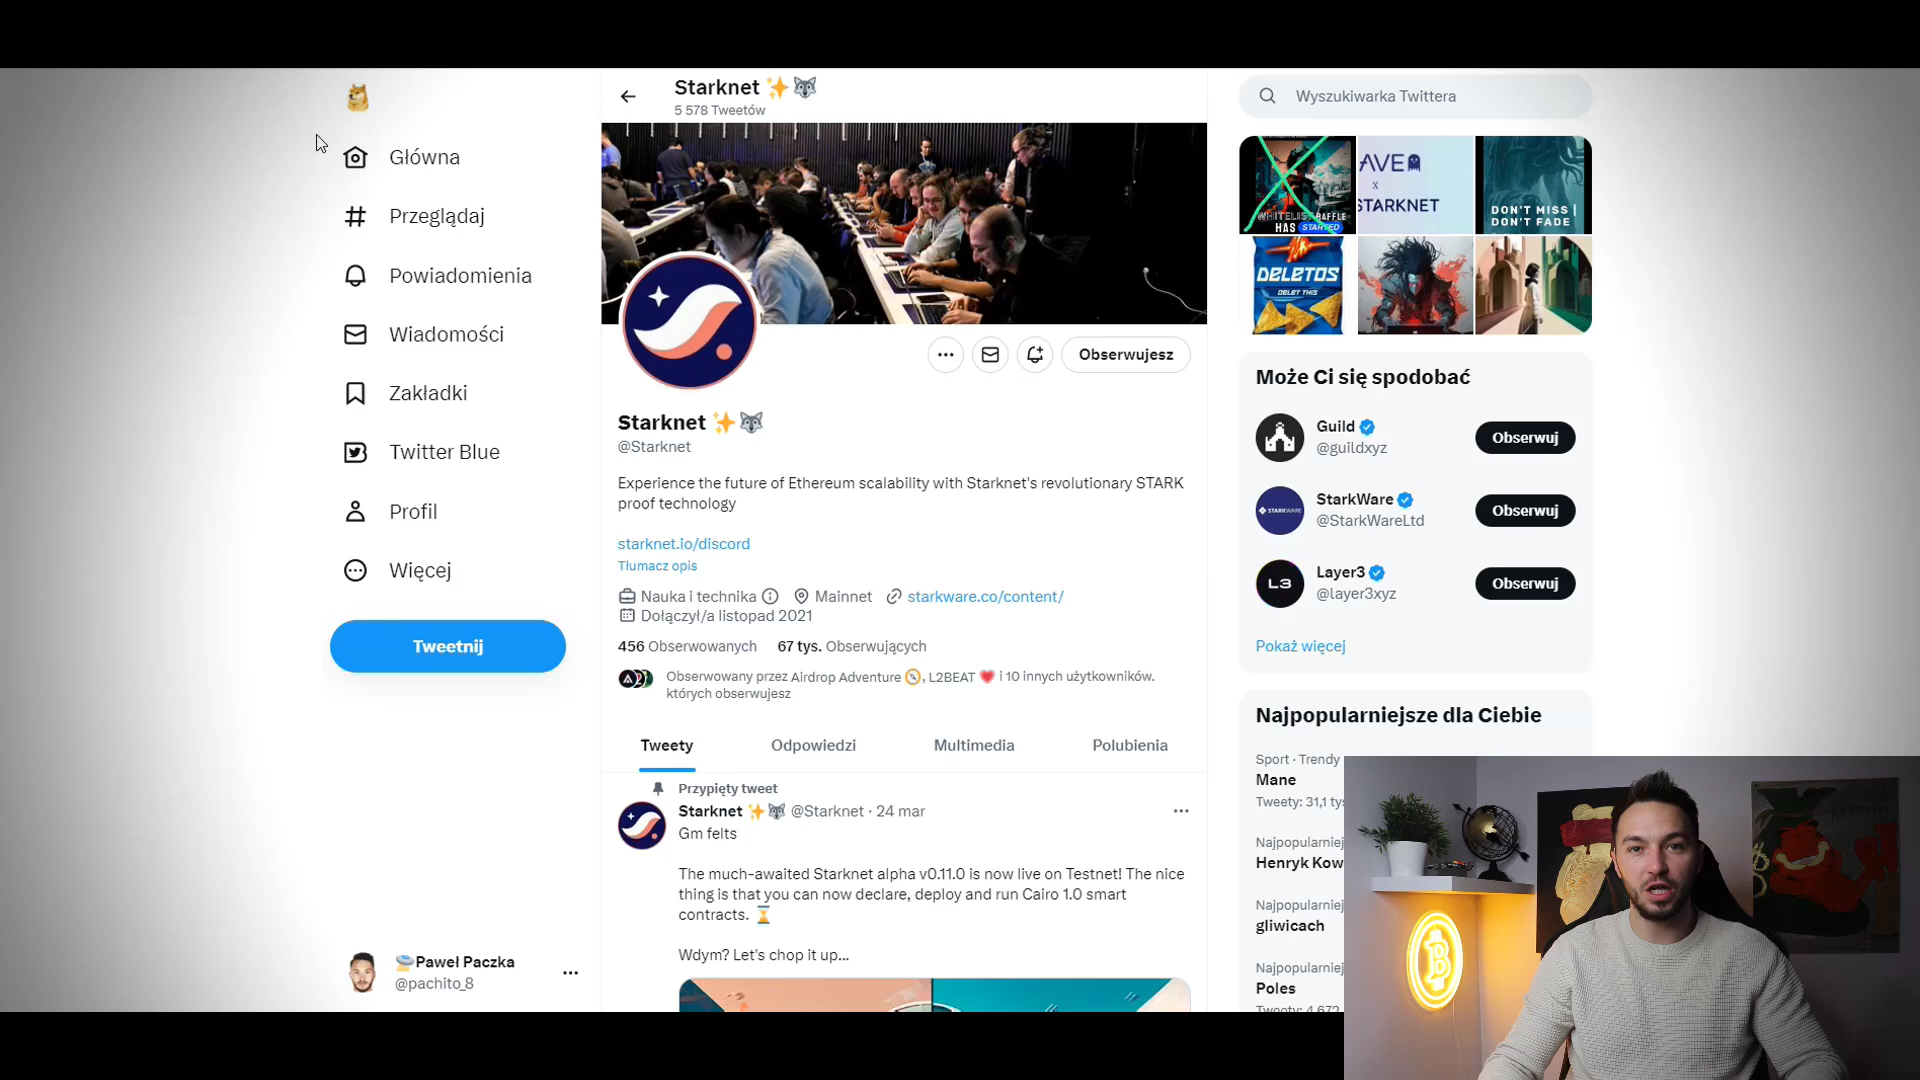 Starknet ✨🐺
5 578 Tweetów
Główna
Przeglądaj
Powiadomienia
Wiadomości
Zakładki
Twitter Blue
Profil
Więcej
Tweetnij
Paweł Paczka
@pachito_8
Obserwujesz
Starknet ✨🐺
@Starknet
Experience the future of Ethereum scalability with Starknet's revolutionary STARK
proof technology
starknet.io/discord
Tłumacz opis
Nauka i technika Mainnet starkware.co/content/
Dołączył/a listopad 2021
456 Obserwowanych 67 tys. Obserwujących
Obserwowany przez Airdrop Adventure 🧭, L2BEAT 💗 i 10 innych użytkowników,
których obserwujesz
Tweety Odpowiedzi Multimedia Polubienia
Przypięty tweet
Starknet ✨🐺 @Starknet · 24 mar
Gm felts
The much-awaited Starknet alpha v0.11.0 is now live on Testnet! The nice
thing is that you can now declare, deploy and run Cairo 1.0 smart
contracts. ⏳
Wdym? Let's chop it up...
Wyszukiwarka Twittera
WHITELIST RAFFLE
HAS STARTED
AVE
x
STARKNET
DON'T MISS |
DON'T FADE
DELETOS
DELET THIS
Może Ci się spodobać
Guild
@guildxyz
Obserwuj
StarkWare
@StarkWareLtd
Obserwuj
STARKWARE
Layer3
@layer3xyz
Obserwuj
L3
Pokaż więcej
Najpopularniejsze dla Ciebie
Sport · Trendy
Mane
Tweety: 31,1 tys
Najpopularniej
Henryk Kow
Najpopularniej
gliwicach
Najpopularniej
Poles
Tweety: 4 672